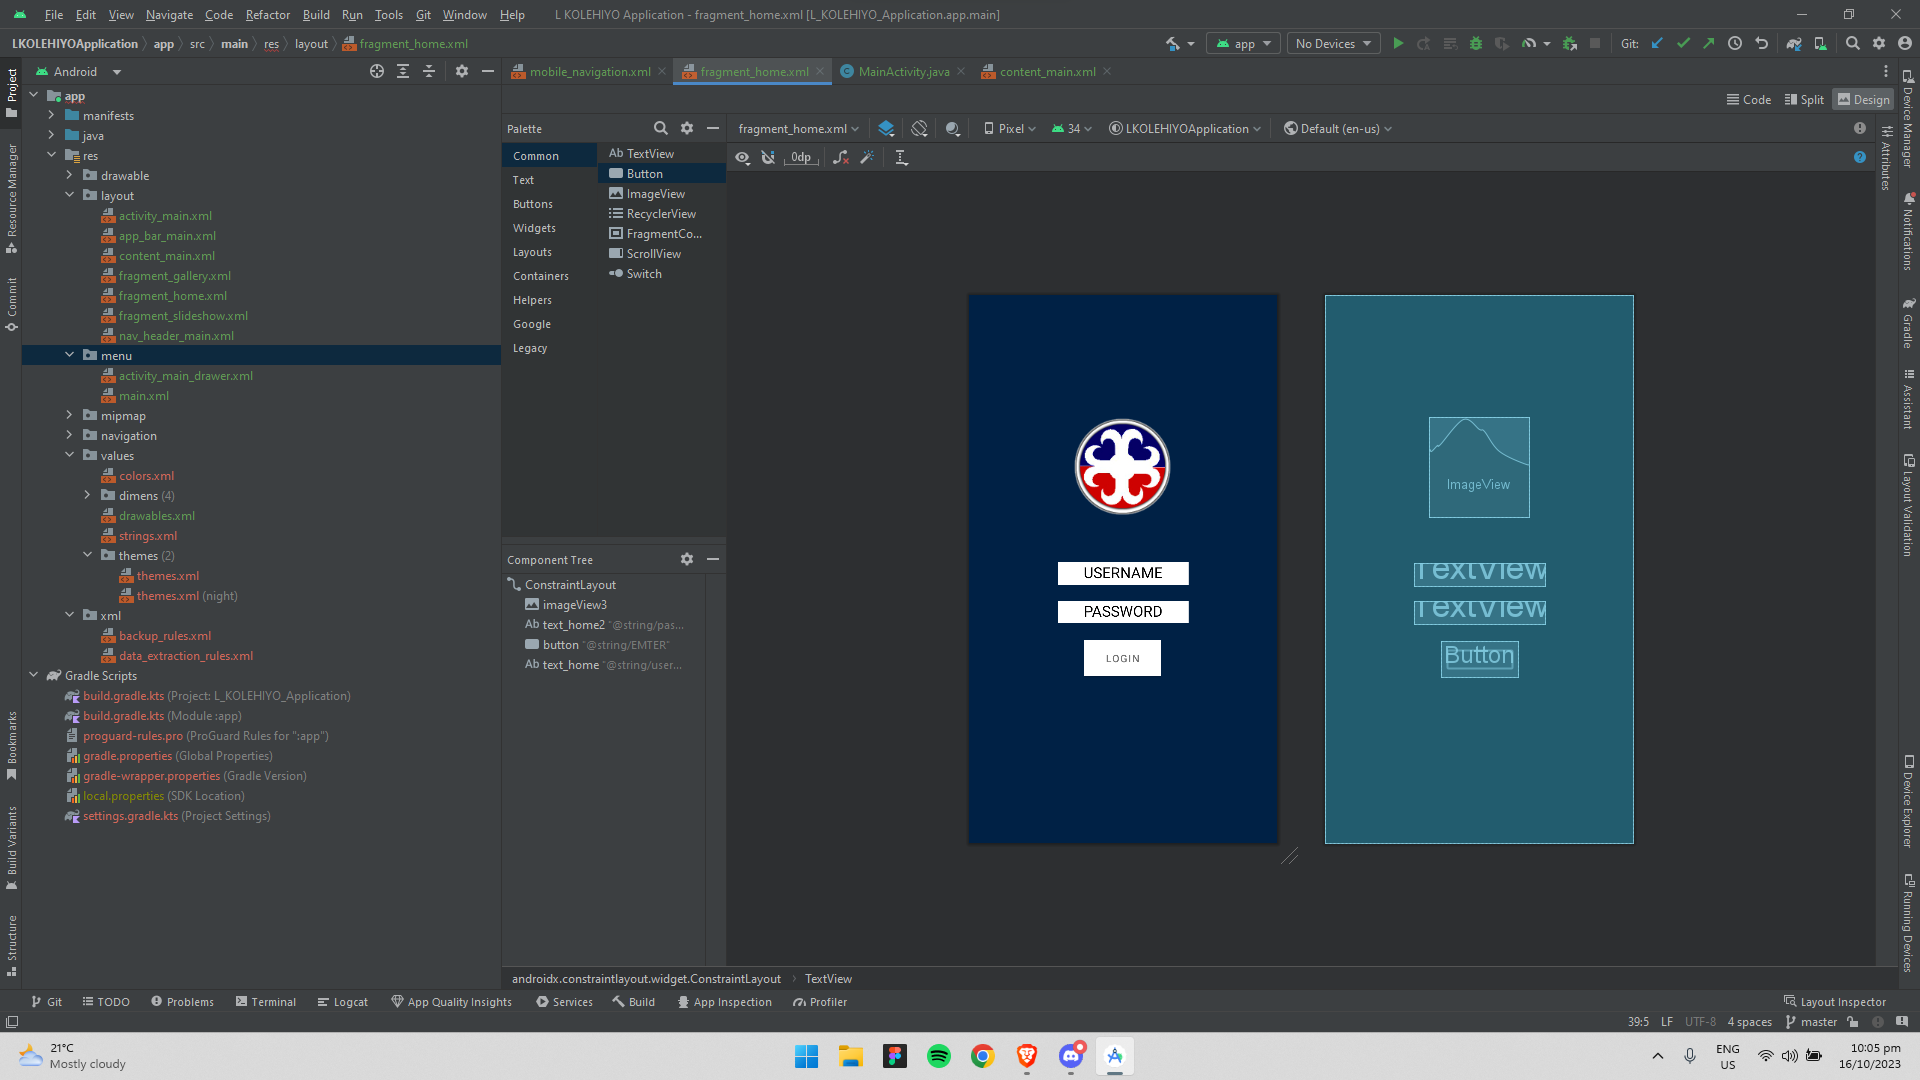 File Edit View Navigate Code Refactor Build Run Tools Git Window Help L KOLEHIYO Application - fragment_home.xml [L_KOLEHIYO_Application.app.main]
LKOLEHIYOApplication app src main res layout fragment_home.xml
app No Devices Git:
Android
mobile_navigation.xml fragment_home.xml MainActivity.java content_main.xml
Code Split Design
Project
Resource Manager
Commit
Bookmarks
Build Variants
Structure
app
manifests
java
res
drawable
layout
activity_main.xml
app_bar_main.xml
content_main.xml
fragment_gallery.xml
fragment_home.xml
fragment_slideshow.xml
nav_header_main.xml
menu
activity_main_drawer.xml
main.xml
mipmap
navigation
values
colors.xml
dimens (4)
drawables.xml
strings.xml
themes (2)
themes.xml
themes.xml (night)
xml
backup_rules.xml
data_extraction_rules.xml
Gradle Scripts
build.gradle.kts (Project: L_KOLEHIYO_Application)
build.gradle.kts (Module :app)
proguard-rules.pro (ProGuard Rules for ":app")
gradle.properties (Global Properties)
gradle-wrapper.properties (Gradle Version)
local.properties (SDK Location)
settings.gradle.kts (Project Settings)
Palette
Common
Text
Buttons
Widgets
Layouts
Containers
Helpers
Google
Legacy
Ab TextView
Button
ImageView
RecyclerView
FragmentCo...
ScrollView
Switch
Component Tree
ConstraintLayout
imageView3
Ab text_home2 "@string/pas...
button "@string/EMTER"
Ab text_home "@string/user...
fragment_home.xml Pixel 34 LKOLEHIYOApplication Default (en-us)
0dp
USERNAME
PASSWORD
LOGIN
ImageView
TextView
TextView
Button
Attributes
Device Manager
Notifications
Gradle
Assistant
Layout Validation
Device Explorer
Running Devices
androidx.constraintlayout.widget.ConstraintLayout TextView
Git TODO Problems Terminal Logcat App Quality Insights Services Build App Inspection Profiler Layout Inspector
39:5 LF UTF-8 4 spaces master
21°C
Mostly cloudy
ENG
US
10:05 pm
16/10/2023